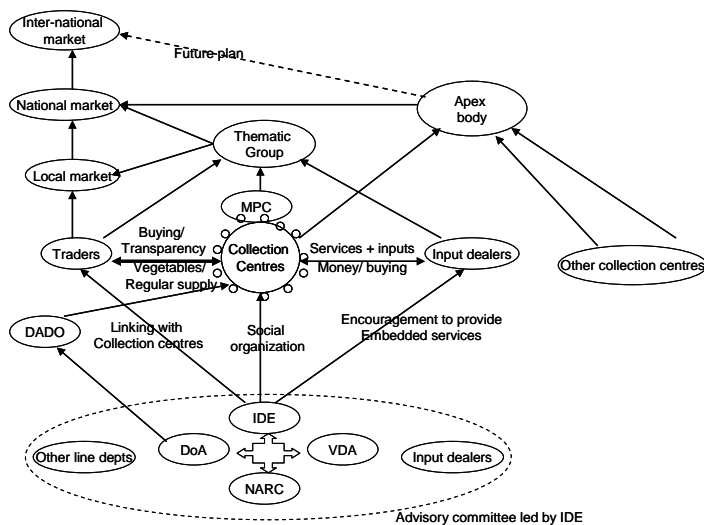 Inter-national
market
Future-plan
National market
Apex
body
Thematic
Group
Local market
MPC
Buying/
Transparency
Traders
Collection
Centres
Services + inputs
Input dealers
Other collection centres
Vegetables/
Regular supply
Money/ buying
DADO
Linking with
Collection centres
Social
organization
Encouragement to provide
Embedded services
IDE
Other line depts
DoA
VDA
Input dealers
NARC
Advisory committee led by IDE